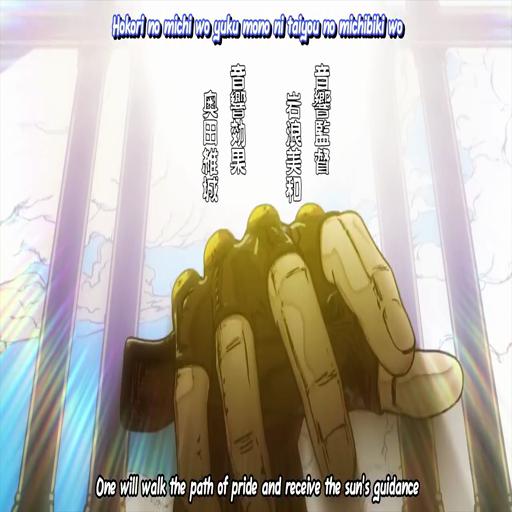 Hokori no michi wo yuku mono ni taiyou no michibiki wo
音響監督
岩浪美和
音響効果
奥田維城
One will walk the path of pride and receive the sun's guidance